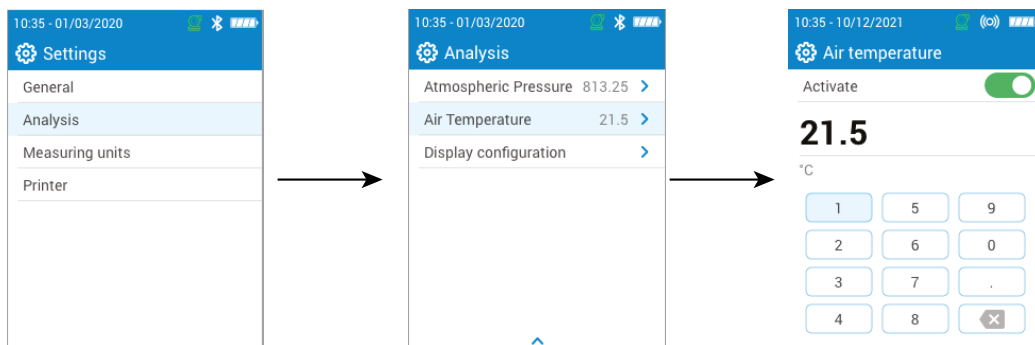 10:35 - 01/03/2020
Settings
General
Analysis
Measuring units
Printer
10:35 - 01/03/2020
Analysis
Atmospheric Pressure 813.25
Air Temperature 21.5
Display configuration
10:35 - 10/12/2021
Air temperature
Activate
21.5
°C
1 5 9
2 6 0
3 7 .
4 8